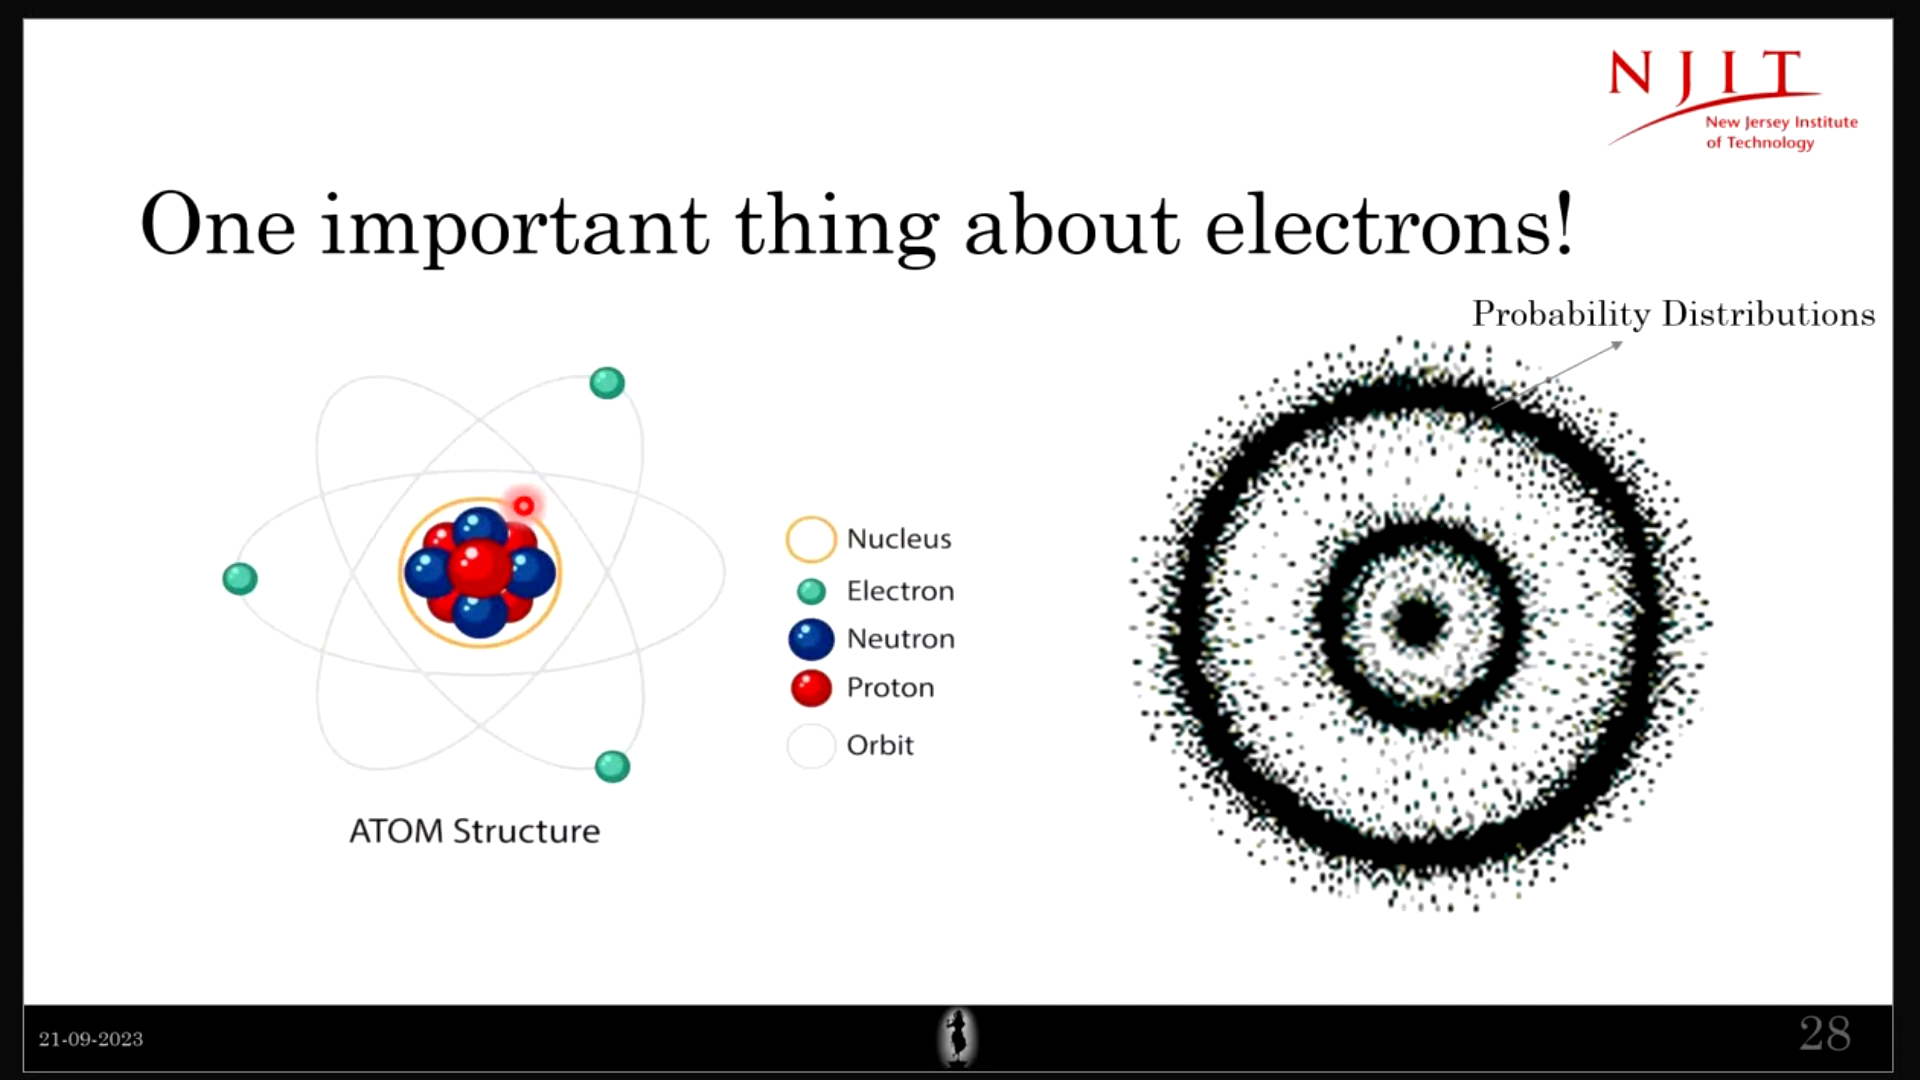 NJIT
New Jersey Institute
of Technology
One important thing about electrons!
Probability Distributions
Nucleus
Electron
Neutron
Proton
Orbit
ATOM Structure
21-09-2023
28